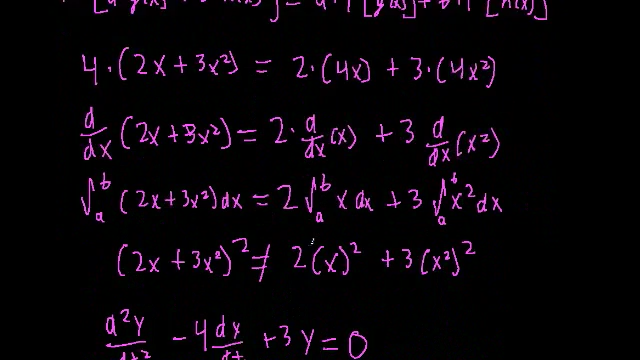 [a·g(x) + b·h(x)] = a·F[g(x)] + b·F[h(x)]
4·(2x+3x²) = 2·(4x) + 3·(4x²)
d/dx (2x+3x²) = 2·d/dx (x) + 3 d/dx (x²)
∫ₐᵇ (2x+3x²)dx = 2∫ₐᵇ x dx + 3 ∫ₐᵇ x² dx
(2x+3x²)² ≠ 2(x)² + 3(x²)²
d²y/dt² - 4 dy/dt + 3y = 0